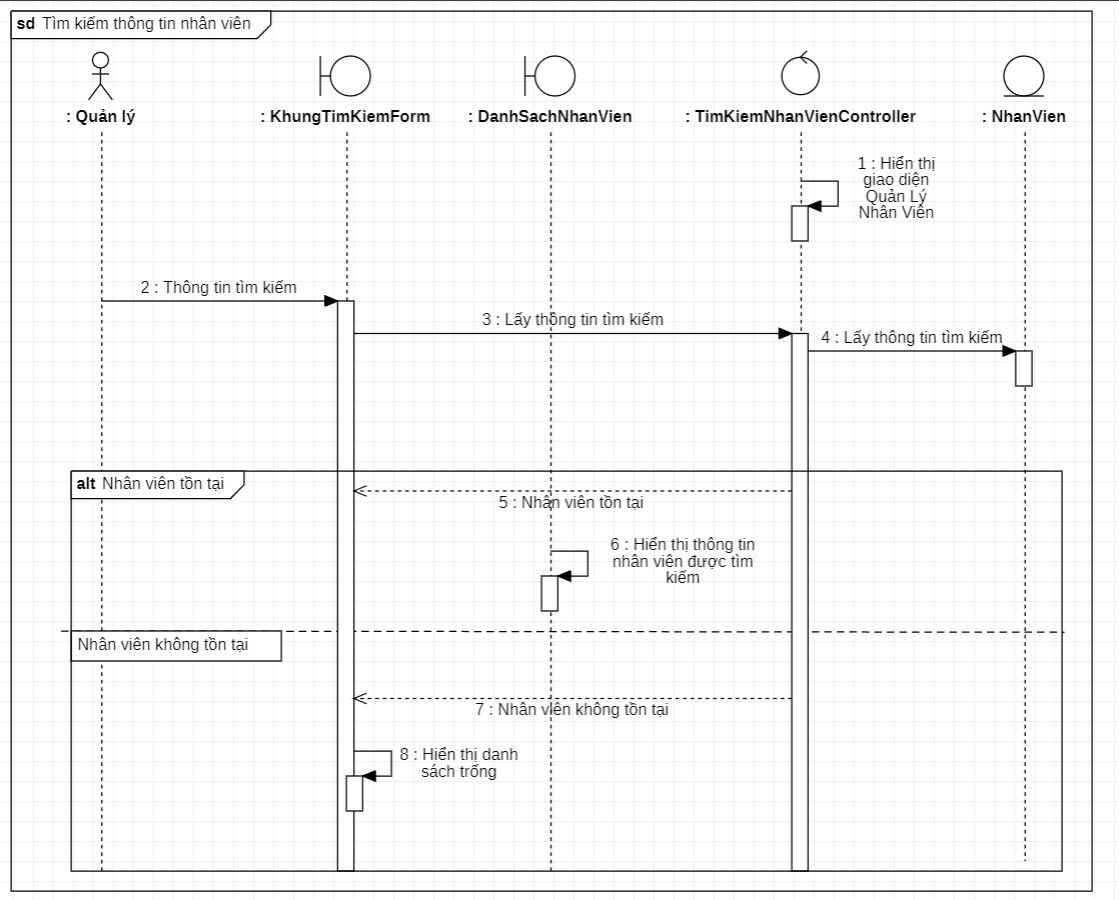 sd Tìm kiếm thông tin nhân viên
: Quản lý
: KhungTimKiemForm
: DanhSachNhanVien
: TimKiemNhanVienController
: NhanVien
1 : Hiển thị
giao diện
Quản Lý
Nhân Viên
2 : Thông tin tìm kiếm
3 : Lấy thông tin tìm kiếm
4 : Lấy thông tin tìm kiếm
alt Nhân viên tồn tại
5 : Nhân viên tồn tại
6 : Hiển thị thông tin
nhân viên được tìm
kiếm
Nhân viên không tồn tại
7 : Nhân viên không tồn tại
8 : Hiển thị danh
sách trống